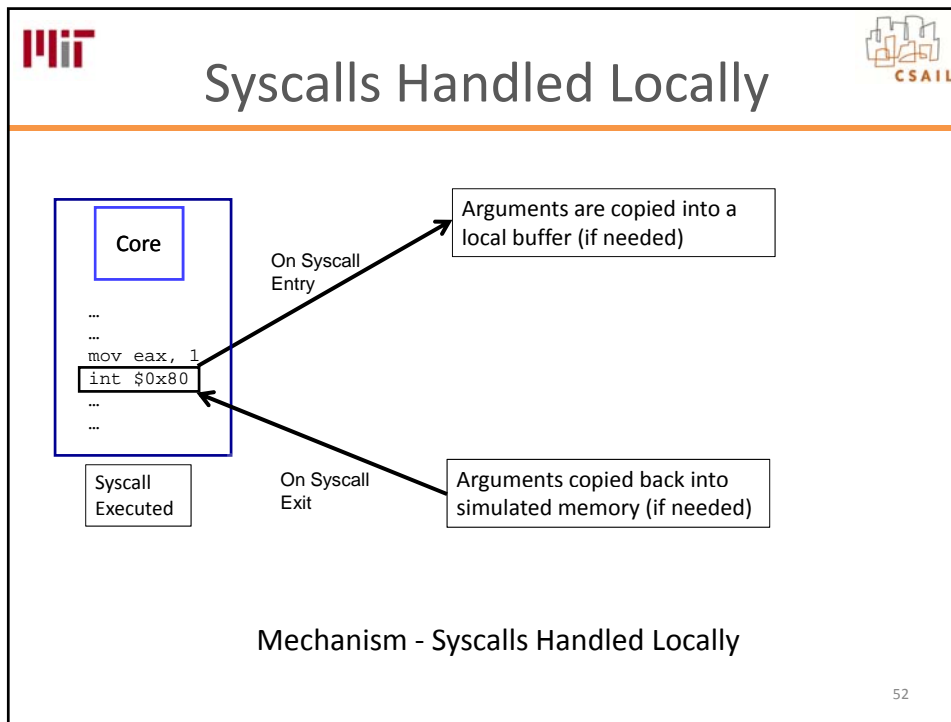 MiT
CSAIL
Syscalls Handled Locally
Core
…
…
mov eax, 1
int $0x80
…
…
Syscall
Executed
On Syscall
Entry
Arguments are copied into a
local buffer (if needed)
On Syscall
Exit
Arguments copied back into
simulated memory (if needed)
Mechanism - Syscalls Handled Locally
52